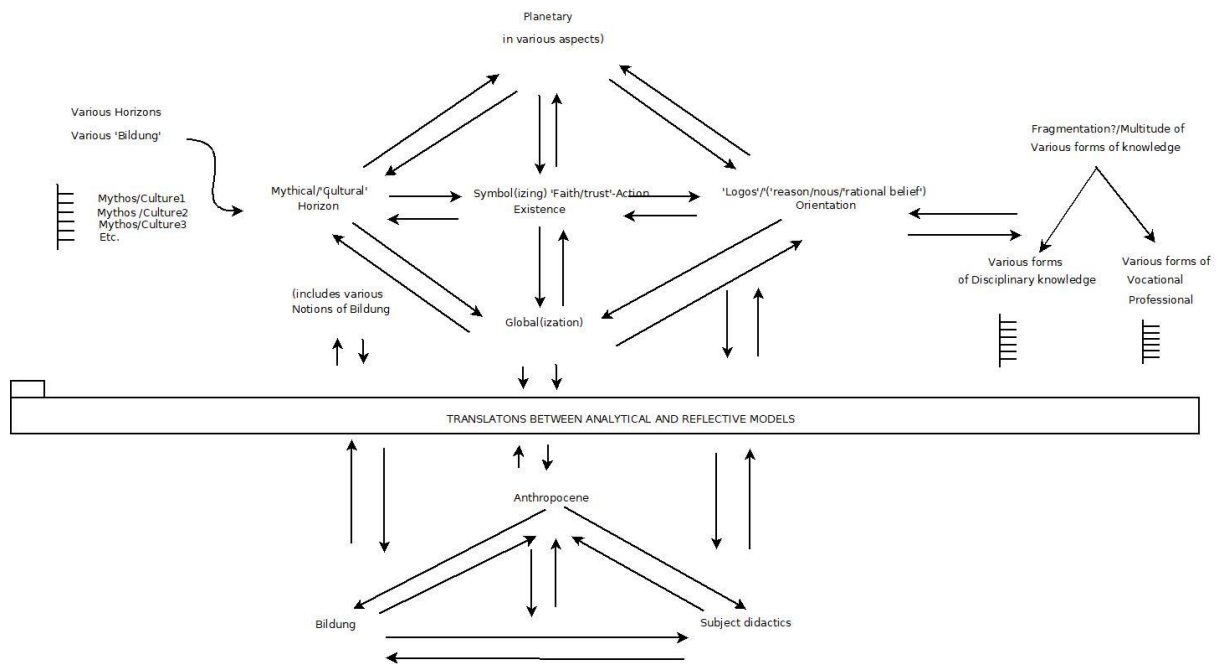 Planetary
in various aspects)
Various Horizons
Various 'Bildung'
Fragmentation?/Multitude of
Various forms of knowledge
Mythical/'Gultural'
Horizon
Symbol(izing) 'Faith/trust'-Action
Existence
'Logos'/('reason/nous/'rational belief')
Orientation
Mythos/Culture1
Mythos /Culture2
Mythos/Culture3
Etc.
Various forms
of Disciplinary knowledge
Various forms of
Vocational
Professional
(includes various
Notions of Bildung
Global(ization)
TRANSLATONS BETWEEN ANALYTICAL AND REFLECTIVE MODELS
Anthropocene
Bildung
Subject didactics